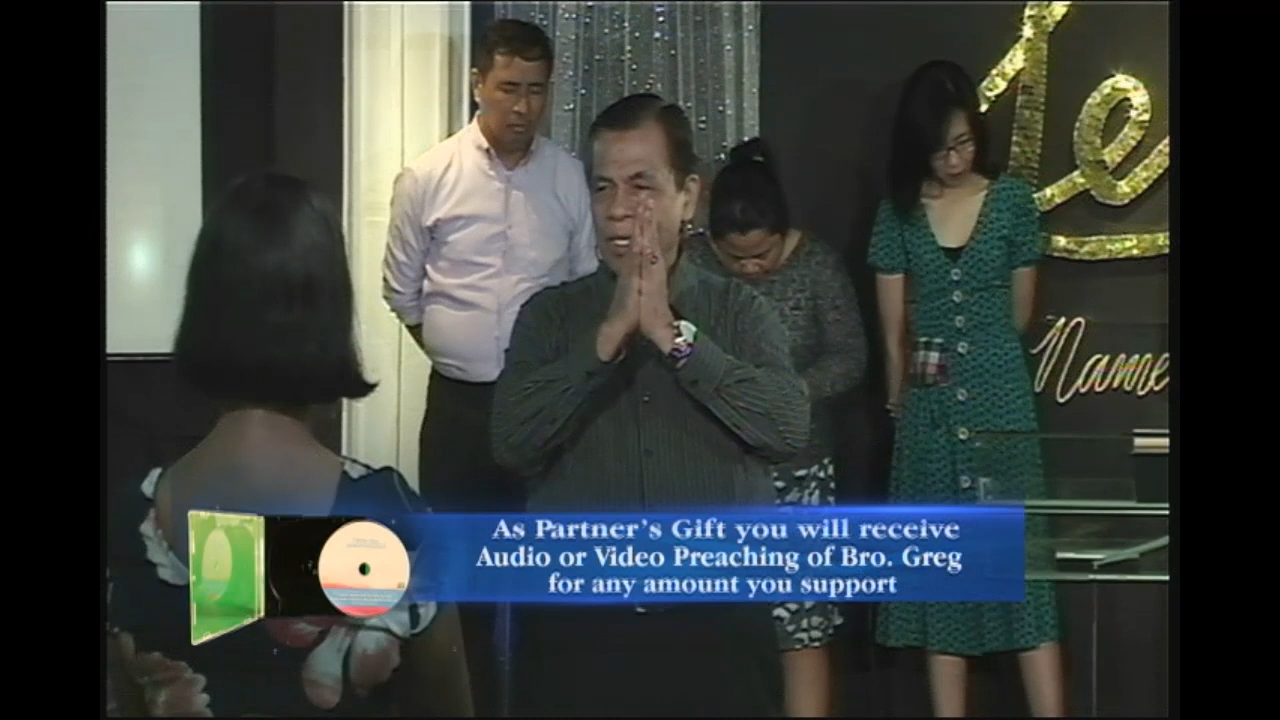 Je
Name
As Partner's Gift you will receive
Audio or Video Preaching of Bro. Greg
for any amount you support